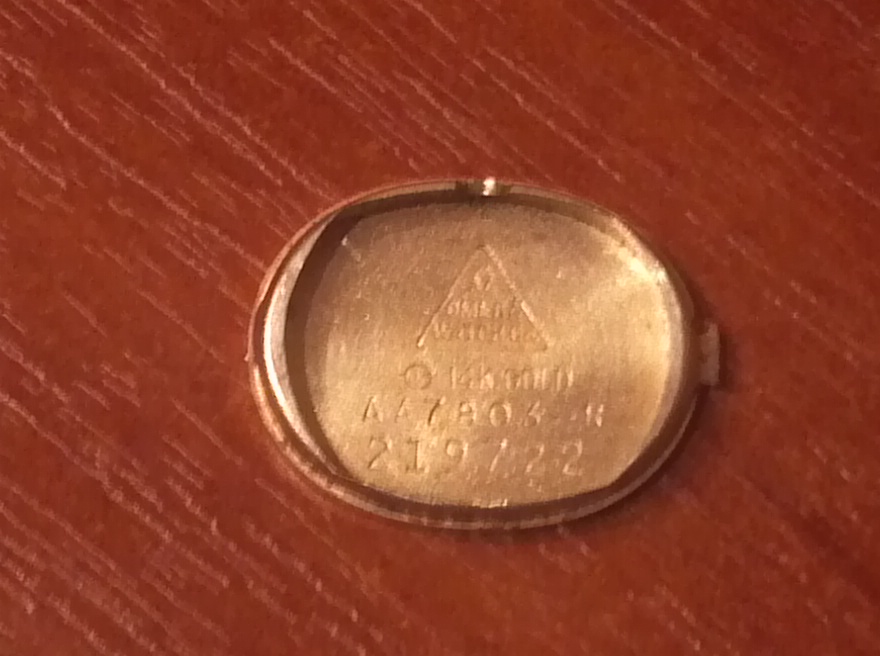 OMEGA
WATCH Co
14K GOLD
219722